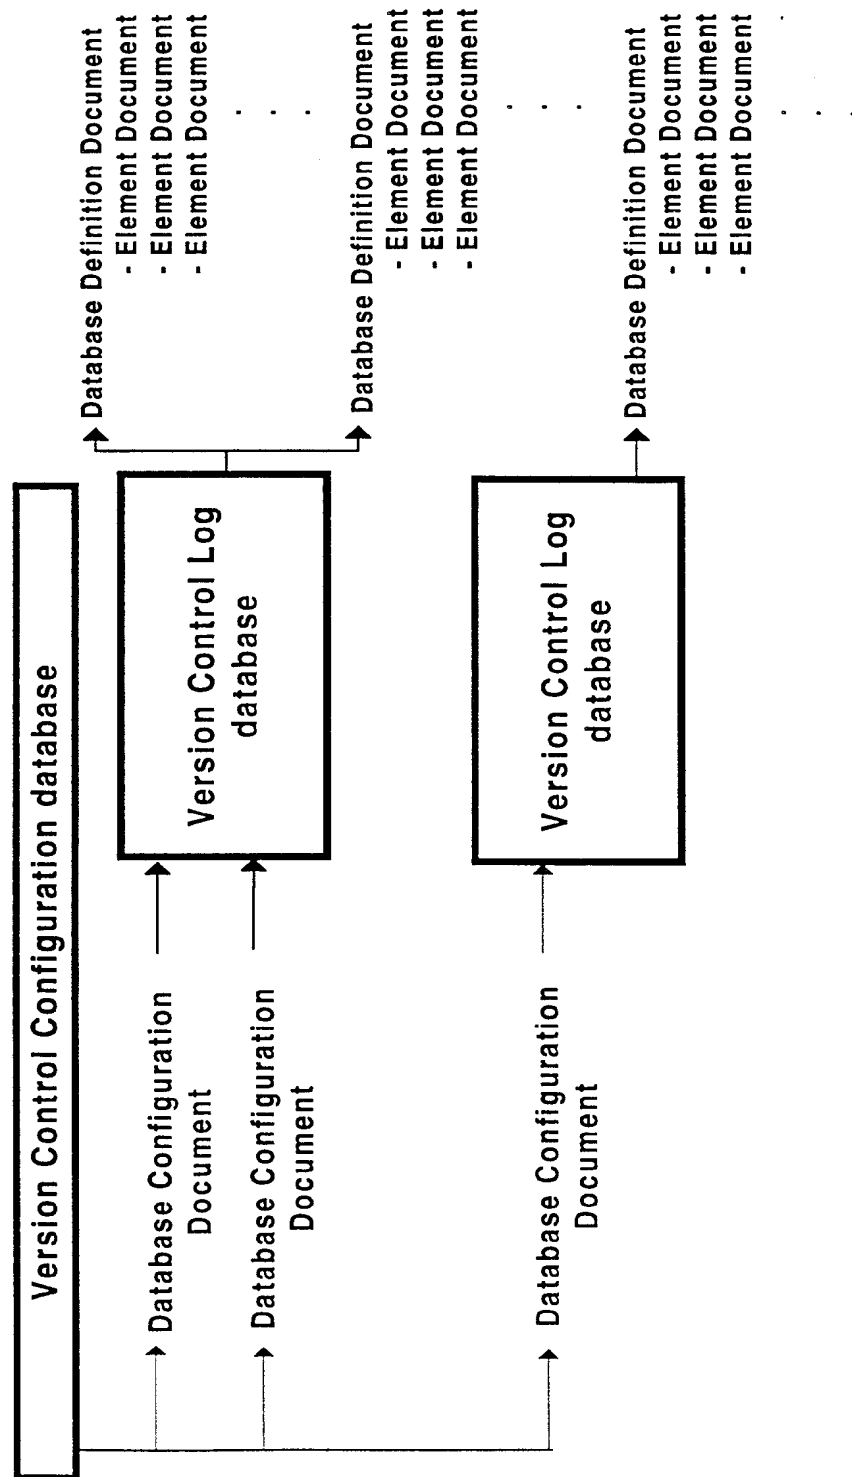 Version Control Configuration database
Database Configuration
Document
Database Configuration
Document
Version Control Log
database
Database Definition Document
- Element Document
- Element Document
- Element Document
. . .
Database Definition Document
- Element Document
- Element Document
- Element Document
. . .
Database Configuration
Document
Version Control Log
database
Database Definition Document
- Element Document
- Element Document
- Element Document
. . .